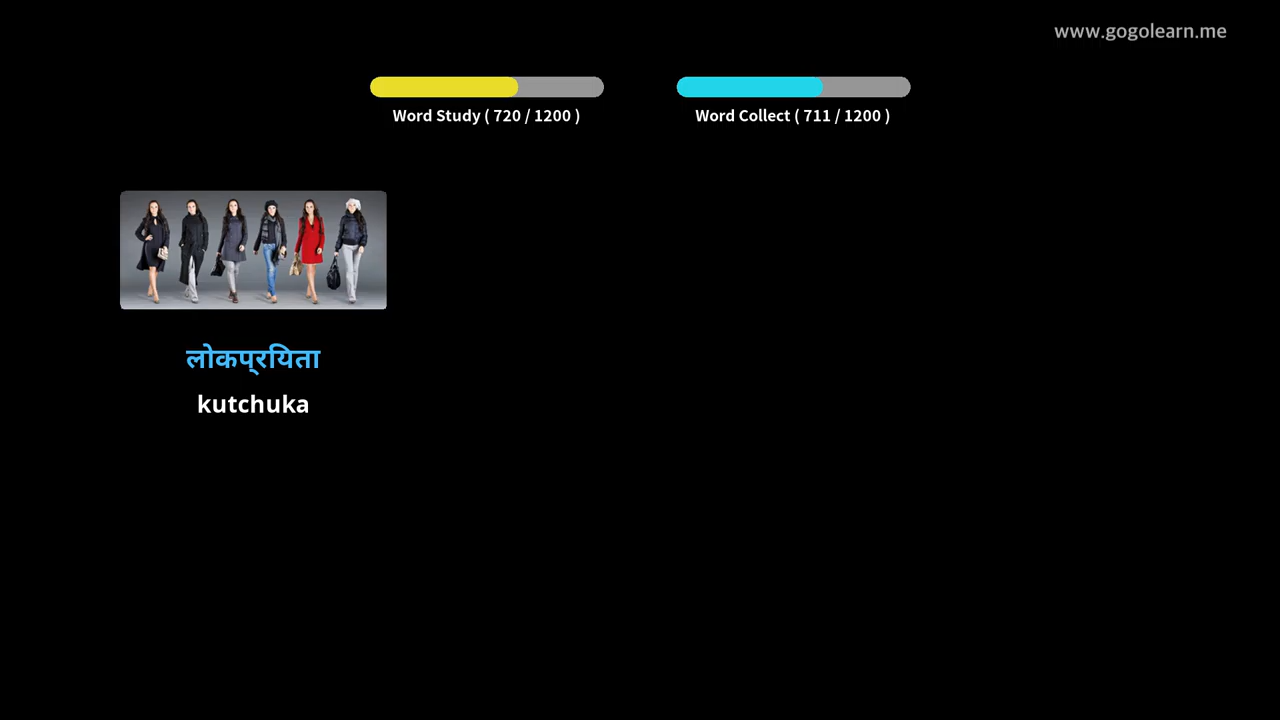 www.gogolearn.me
Word Study ( 720 / 1200 )
Word Collect ( 711 / 1200 )
लोकप्रियता
kutchuka